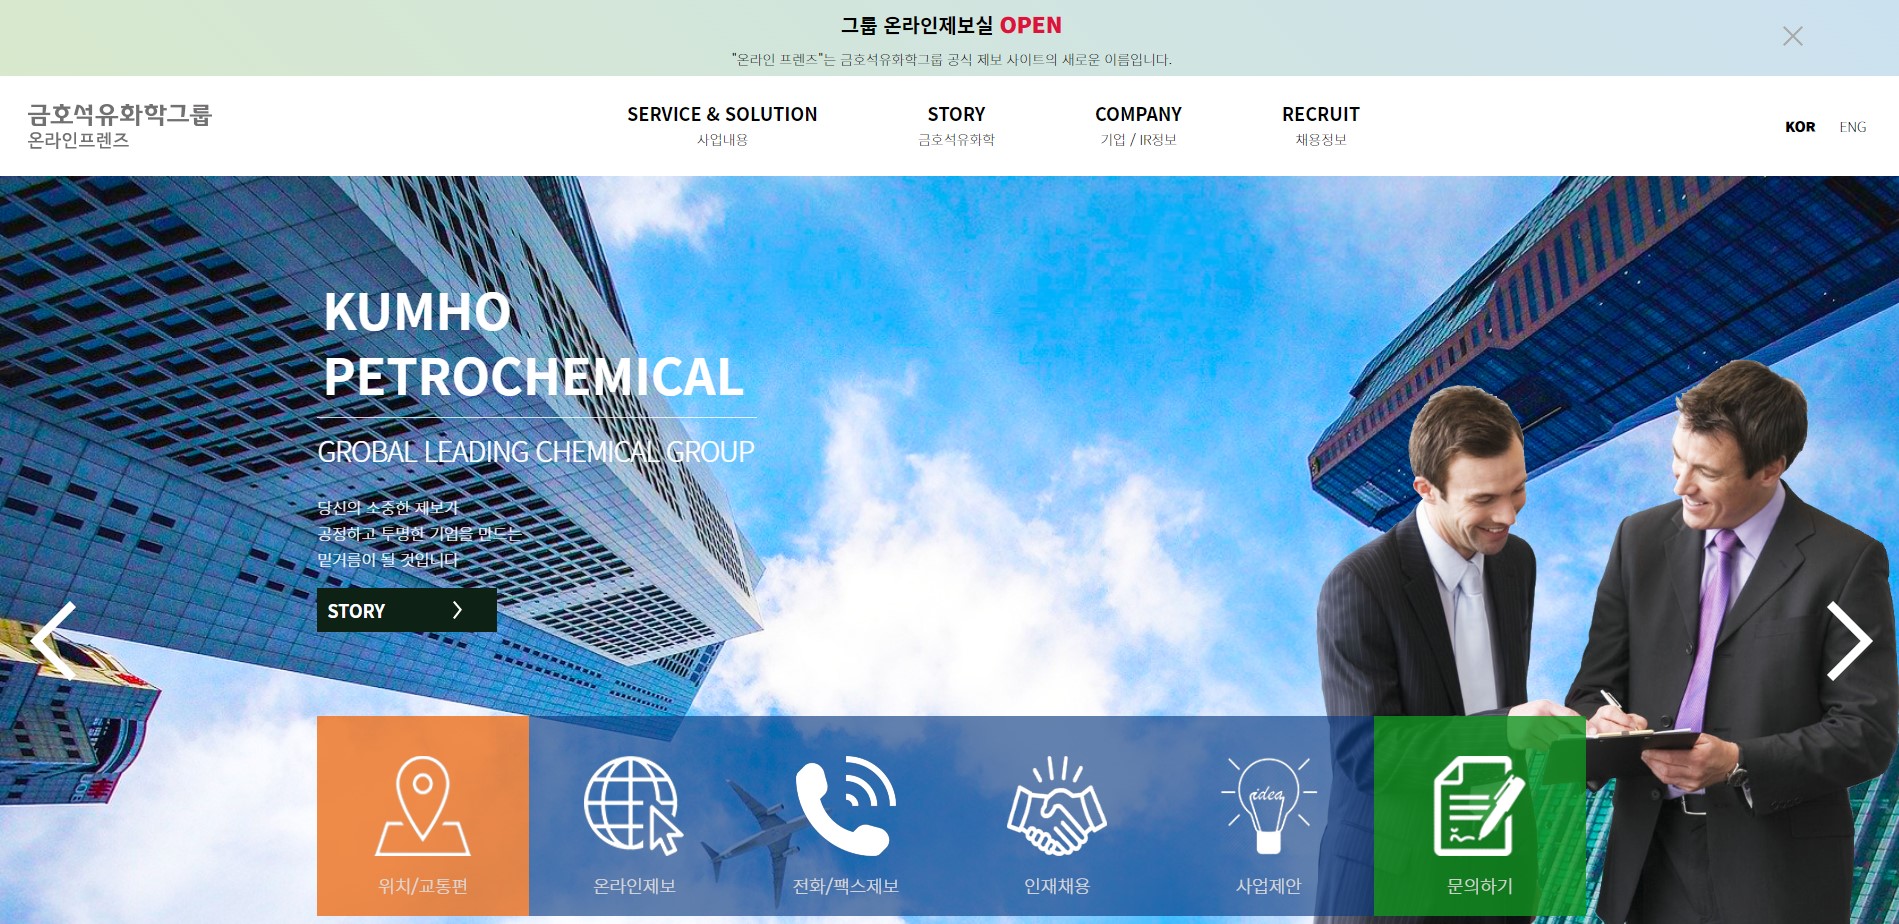 그룹 온라인제보실 OPEN
"온라인 프렌즈"는 금호석유화학그룹 공식 제보 사이트의 새로운 이름입니다.
금호석유화학그룹
온라인프렌즈
SERVICE & SOLUTION
사업내용
STORY
금호석유화학
COMPANY
기업 / IR정보
RECRUIT
채용정보
KOR ENG
KUMHO
PETROCHEMICAL
GROBAL LEADING CHEMICAL GROUP
당신의 소중한 제보가
공정하고 투명한 기업을 만드는
밑거름이 될 것입니다
STORY
위치/교통편
온라인제보
전화/팩스제보
idea
인재채용
사업제안
문의하기